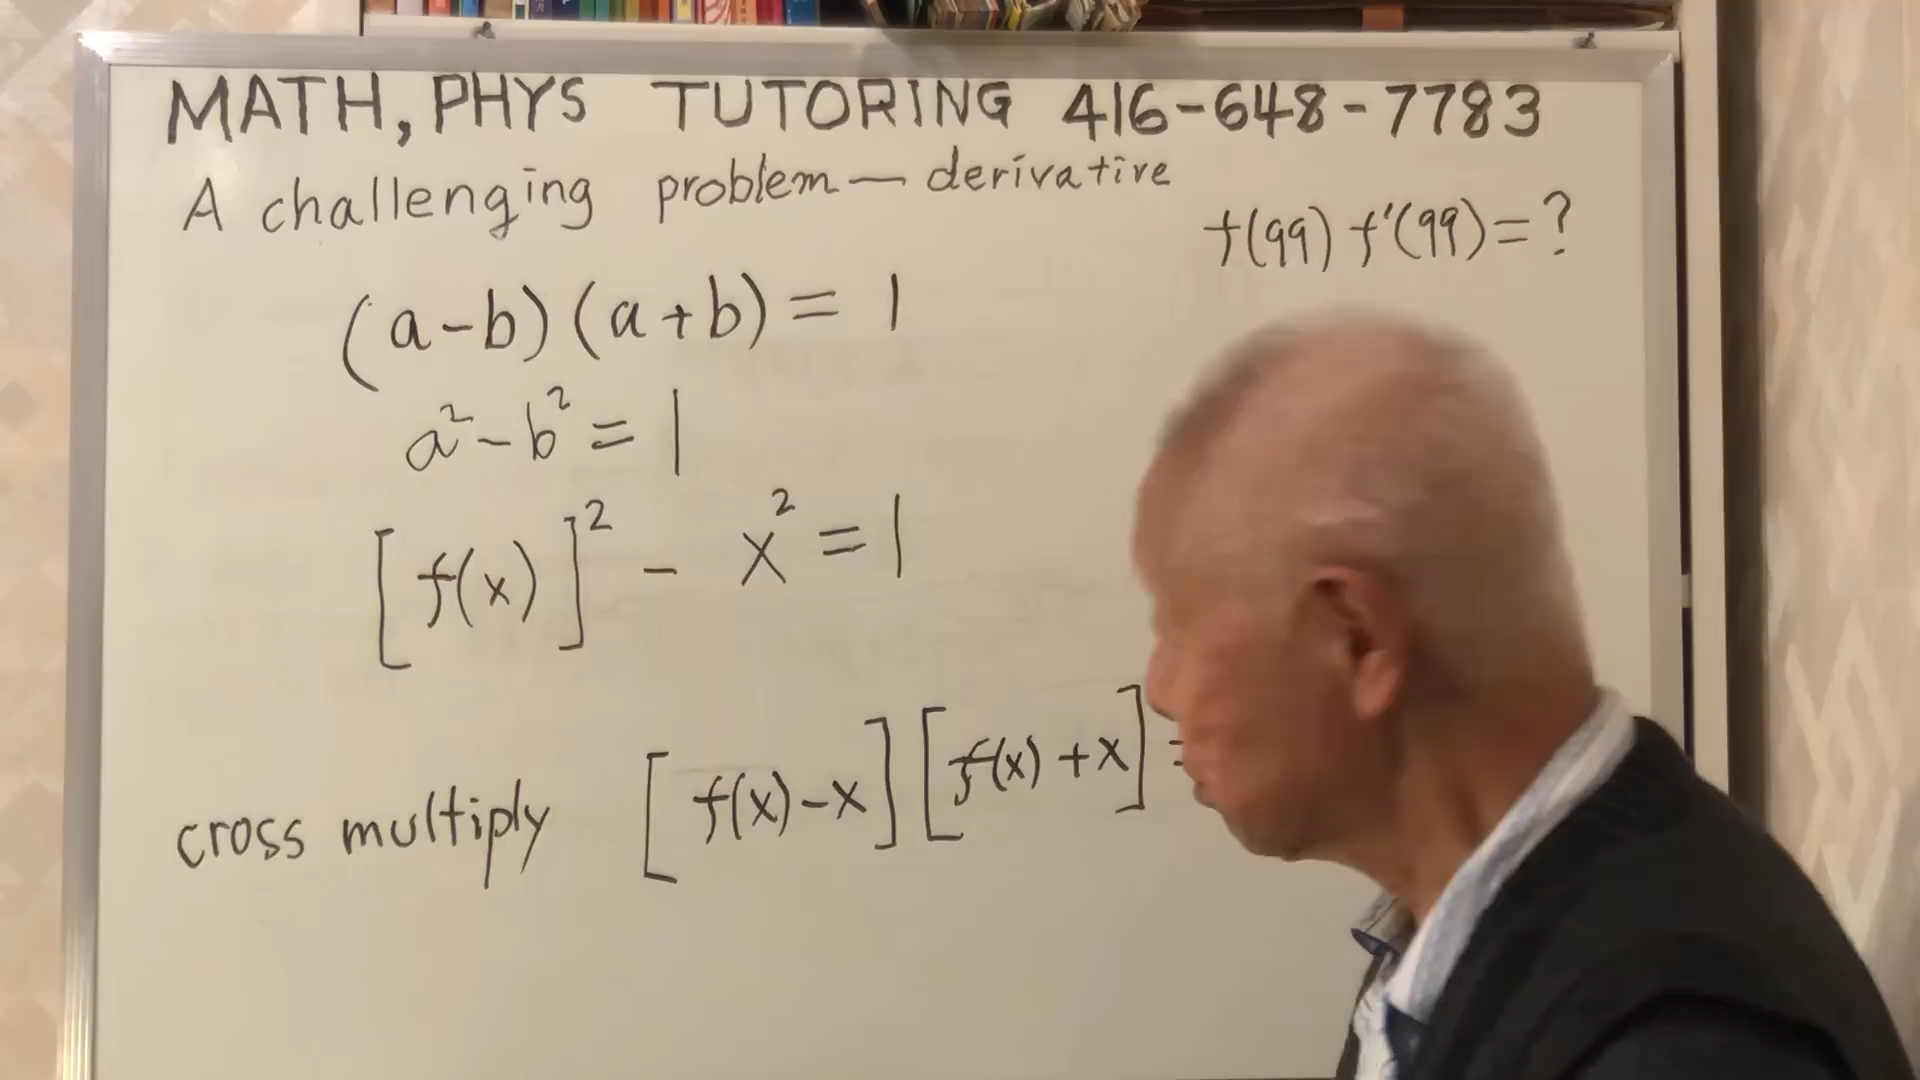 MATH, PHYS TUTORING 416-648-7783
A challenging problem — derivative
f(99) f'(99) = ?
(a-b)(a+b) = 1
a² - b² = 1
[f(x)]² - x² = 1
cross multiply [f(x)-x][f(x)+x] =